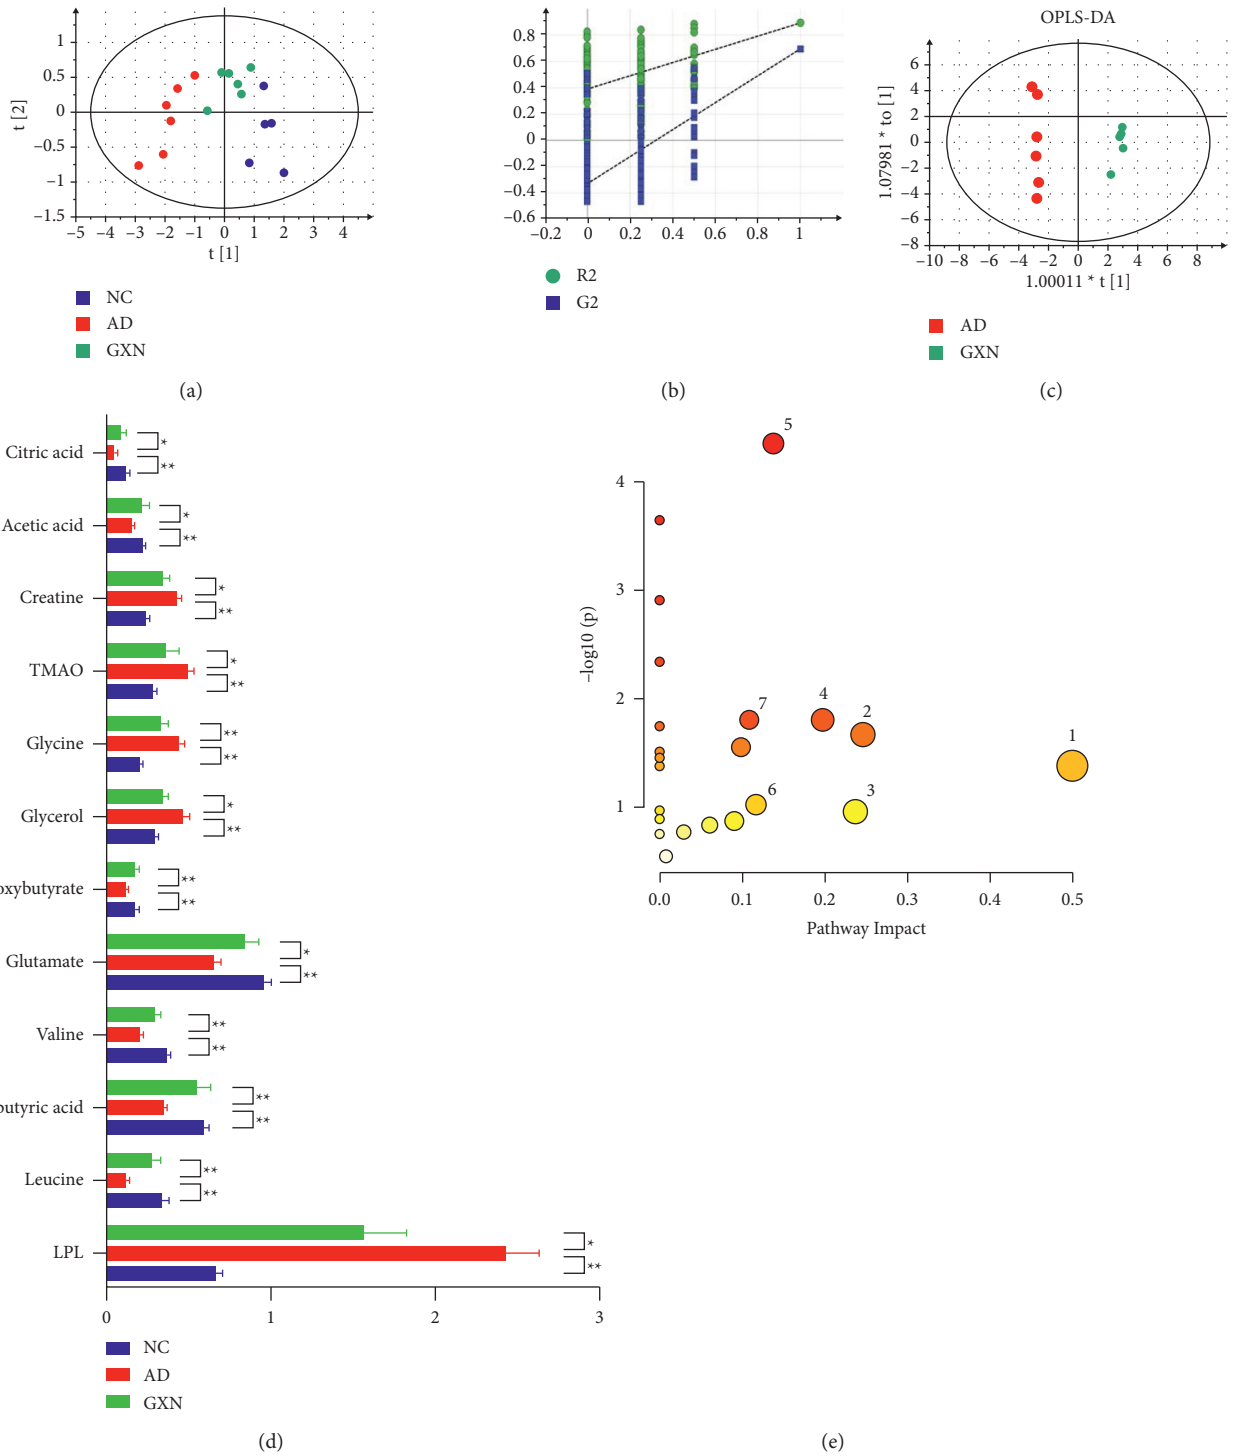 OPLS-DA
t [2]
1
0.5
0
−0.5
−1
−1.5
−5 −4 −3 −2 −1 0 1 2 3 4
t [1]
NC
AD
GXN
(a)
0.8
0.6
0.4
0.2
0
−0.2
−0.4
−0.6
−0.2 0 0.2 0.4 0.6 0.8 1
R2
G2
(b)
1.07981 * to [1]
6
4
2
0
−2
−4
−6
−8
−10 −8 −6 −4 −2 0 2 4 6 8
1.00011 * t [1]
AD
GXN
(c)
Citric acid * **
Acetic acid * **
Creatine * **
TMAO * **
Glycine ** **
Glycerol * **
oxybutyrate ** **
Glutamate * **
Valine ** **
butyric acid ** **
Leucine ** **
LPL * **
0 1 2 3
NC
AD
GXN
(d)
−log10 (p)
4
3
2
1
5
7 4 2
1
6 3
0.0 0.1 0.2 0.3 0.4 0.5
Pathway Impact
(e)